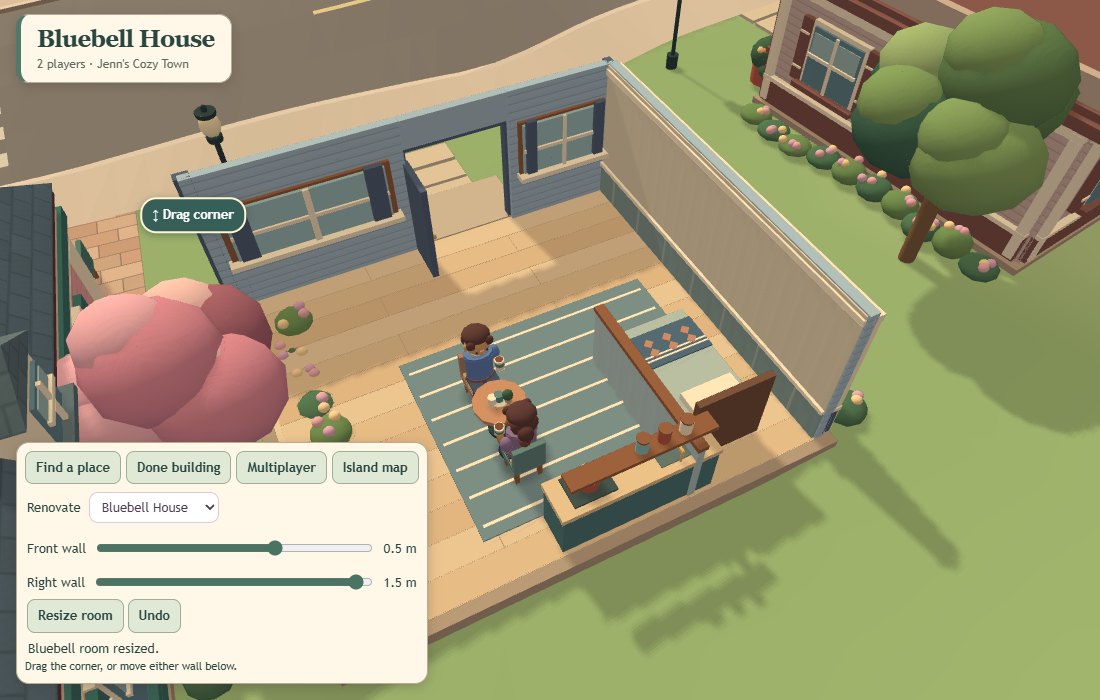 Bluebell House
2 players · Jenn's Cozy Town
↕ Drag corner
Find a place
Done building
Multiplayer
Island map
Renovate
Bluebell House
Front wall
0.5 m
Right wall
1.5 m
Resize room
Undo
Bluebell room resized.
Drag the corner, or move either wall below.